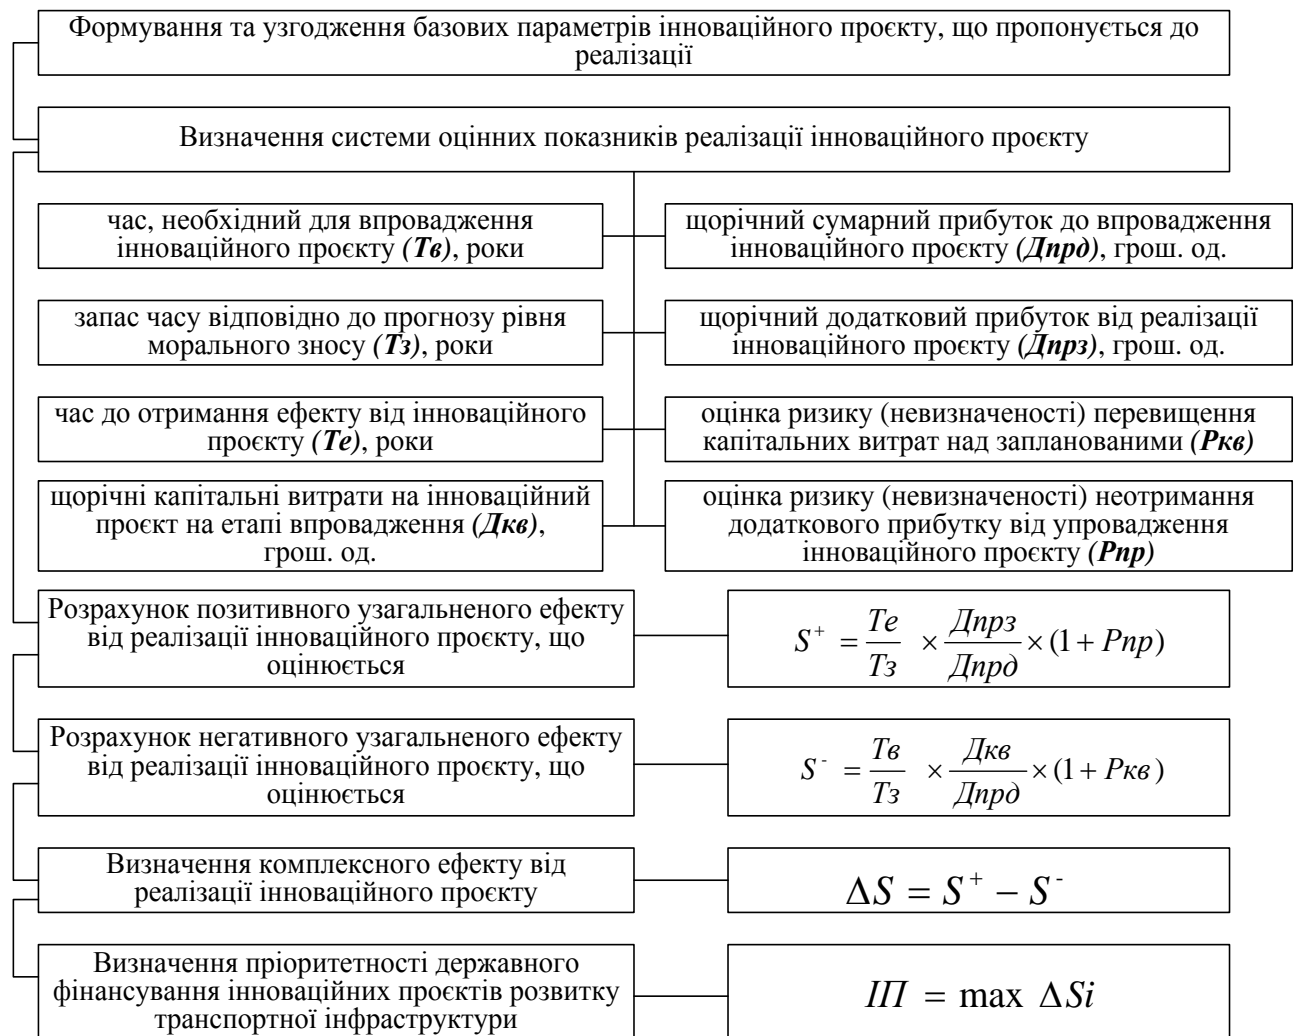 Формування та узгодження базових параметрів інноваційного проєкту, що пропонується до
реалізації
Визначення системи оцінних показників реалізації інноваційного проєкту
час, необхідний для впровадження
інноваційного проєкту (Тв), роки
щорічний сумарний прибуток до впровадження
інноваційного проєкту (Дпрд), грош. од.
запас часу відповідно до прогнозу рівня
морального зносу (Тз), роки
щорічний додатковий прибуток від реалізації
інноваційного проєкту (Дпрз), грош. од.
час до отримання ефекту від інноваційного
проєкту (Те), роки
оцінка ризику (невизначеності) перевищення
капітальних витрат над запланованими (Ркв)
щорічні капітальні витрати на інноваційний
проєкт на етапі впровадження (Дкв),
грош. од.
оцінка ризику (невизначеності) неотримання
додаткового прибутку від упровадження
інноваційного проєкту (Рпр)
Розрахунок позитивного узагальненого ефекту
від реалізації інноваційного проєкту, що
оцінюється
S⁺ = Те/Тз × Дпрз/Дпрд × (1 + Рпр)
Розрахунок негативного узагальненого ефекту
від реалізації інноваційного проєкту, що
оцінюється
S⁻ = Тв/Тз × Дкв/Дпрд × (1 + Ркв)
Визначення комплексного ефекту від
реалізації інноваційного проєкту
ΔS = S⁺ − S⁻
Визначення пріоритетності державного
фінансування інноваційних проєктів розвитку
транспортної інфраструктури
ІП = max ΔSi